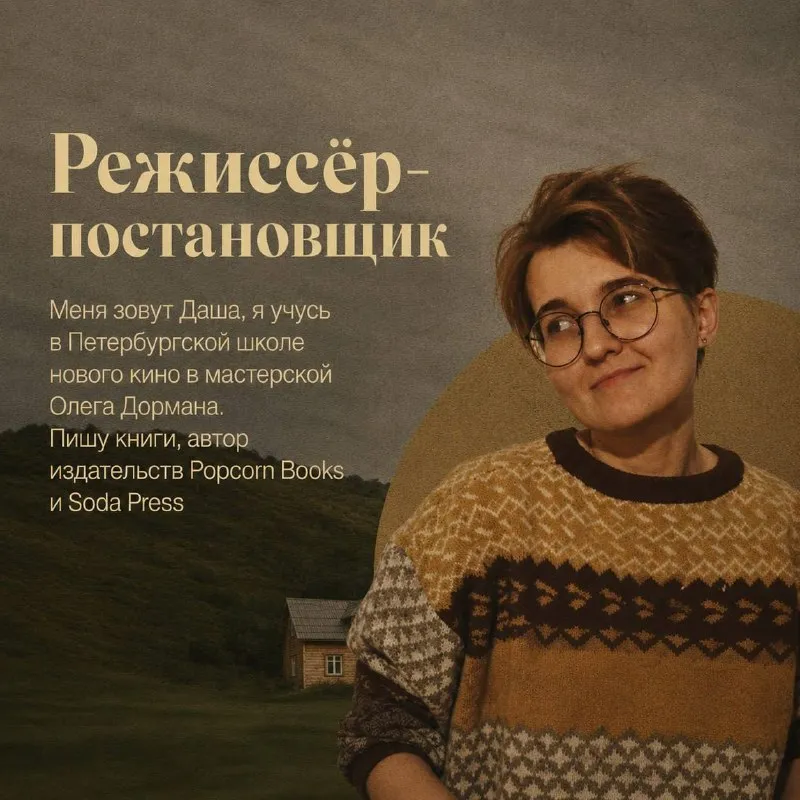 Режиссёр-
постановщик
Меня зовут Даша, я учусь
в Петербургской школе
нового кино в мастерской
Олега Дормана.
Пишу книги, автор
издательств Popcorn Books
и Soda Press